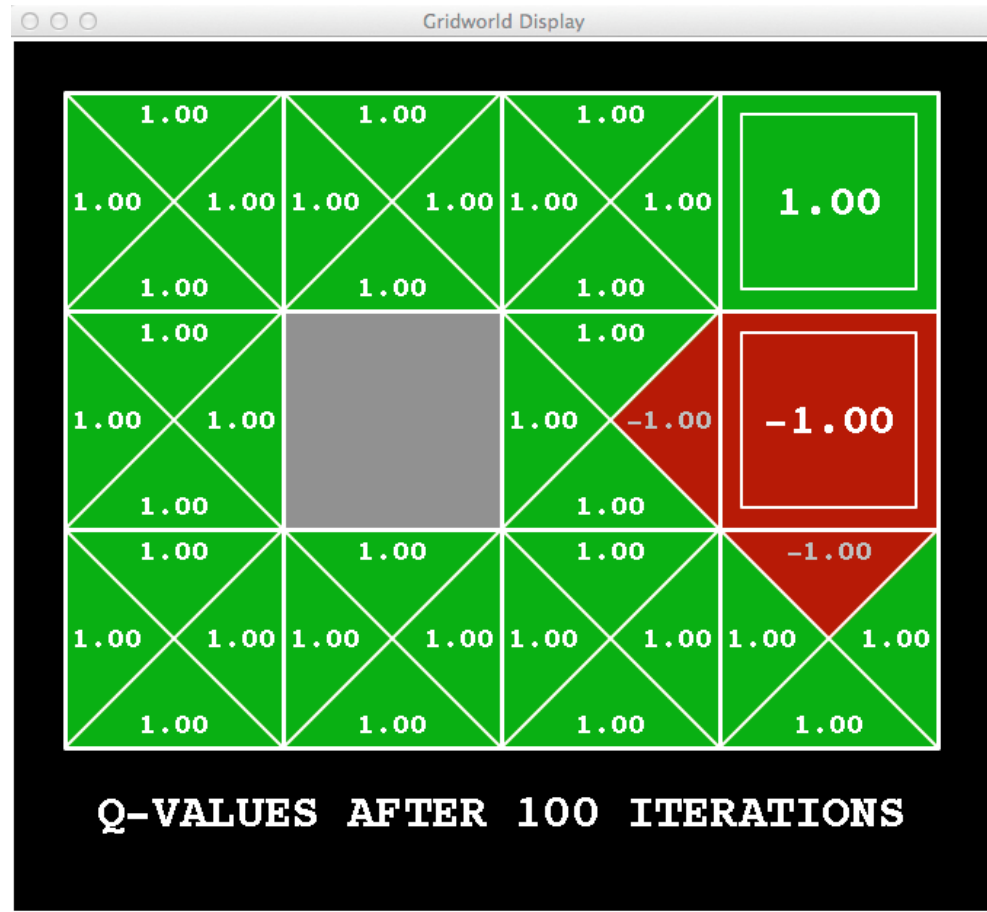 Gridworld Display
1.00 1.00 1.00
1.00 1.00 1.00 1.00 1.00 1.00 1.00
1.00 1.00 1.00
1.00 1.00
1.00 1.00 1.00 -1.00 -1.00
1.00 1.00
1.00 1.00 1.00 -1.00
1.00 1.00 1.00 1.00 1.00 1.00 1.00 1.00
1.00 1.00 1.00 1.00
Q-VALUES AFTER 100 ITERATIONS